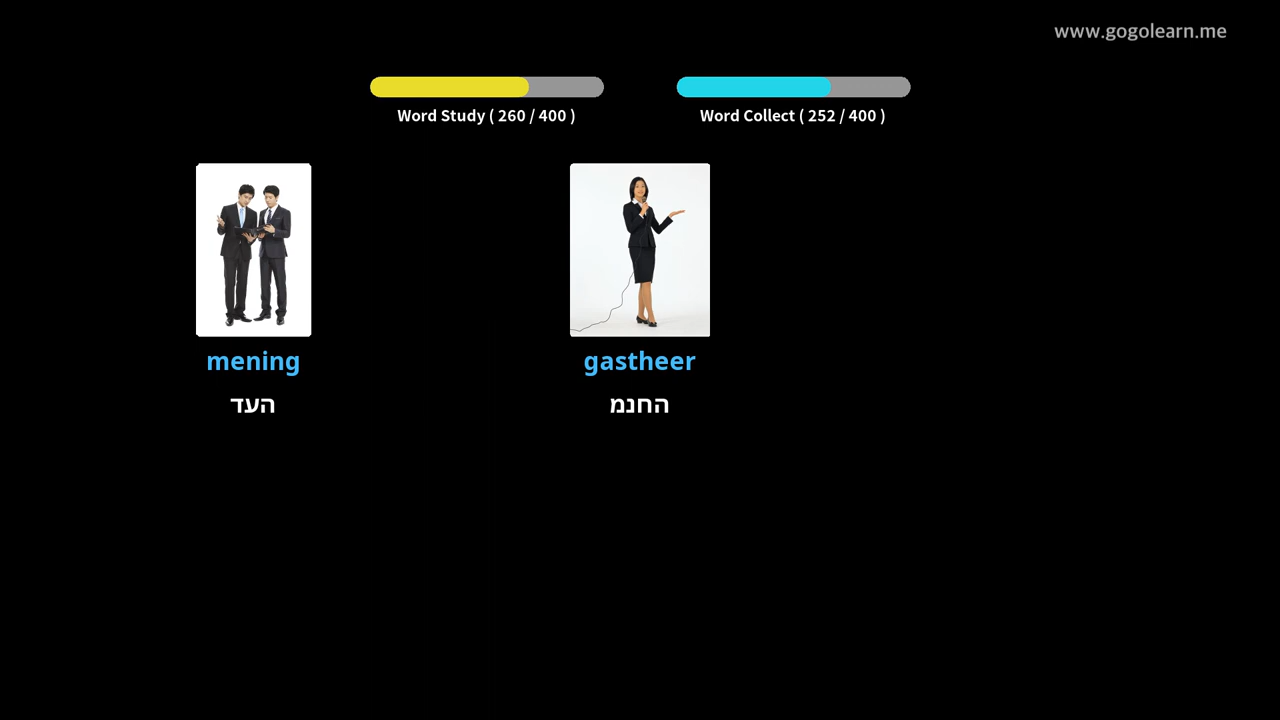 www.gogolearn.me
Word Study ( 260 / 400 )
Word Collect ( 252 / 400 )
mening
העד
gastheer
החנמ